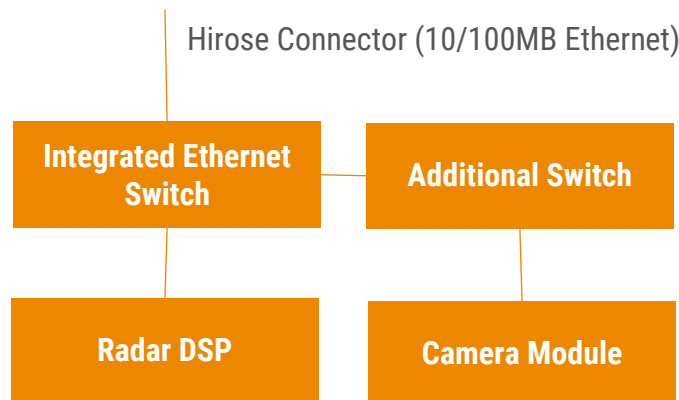 Hirose Connector (10/100MB Ethernet)
Integrated Ethernet
Switch
Additional Switch
Radar DSP
Camera Module